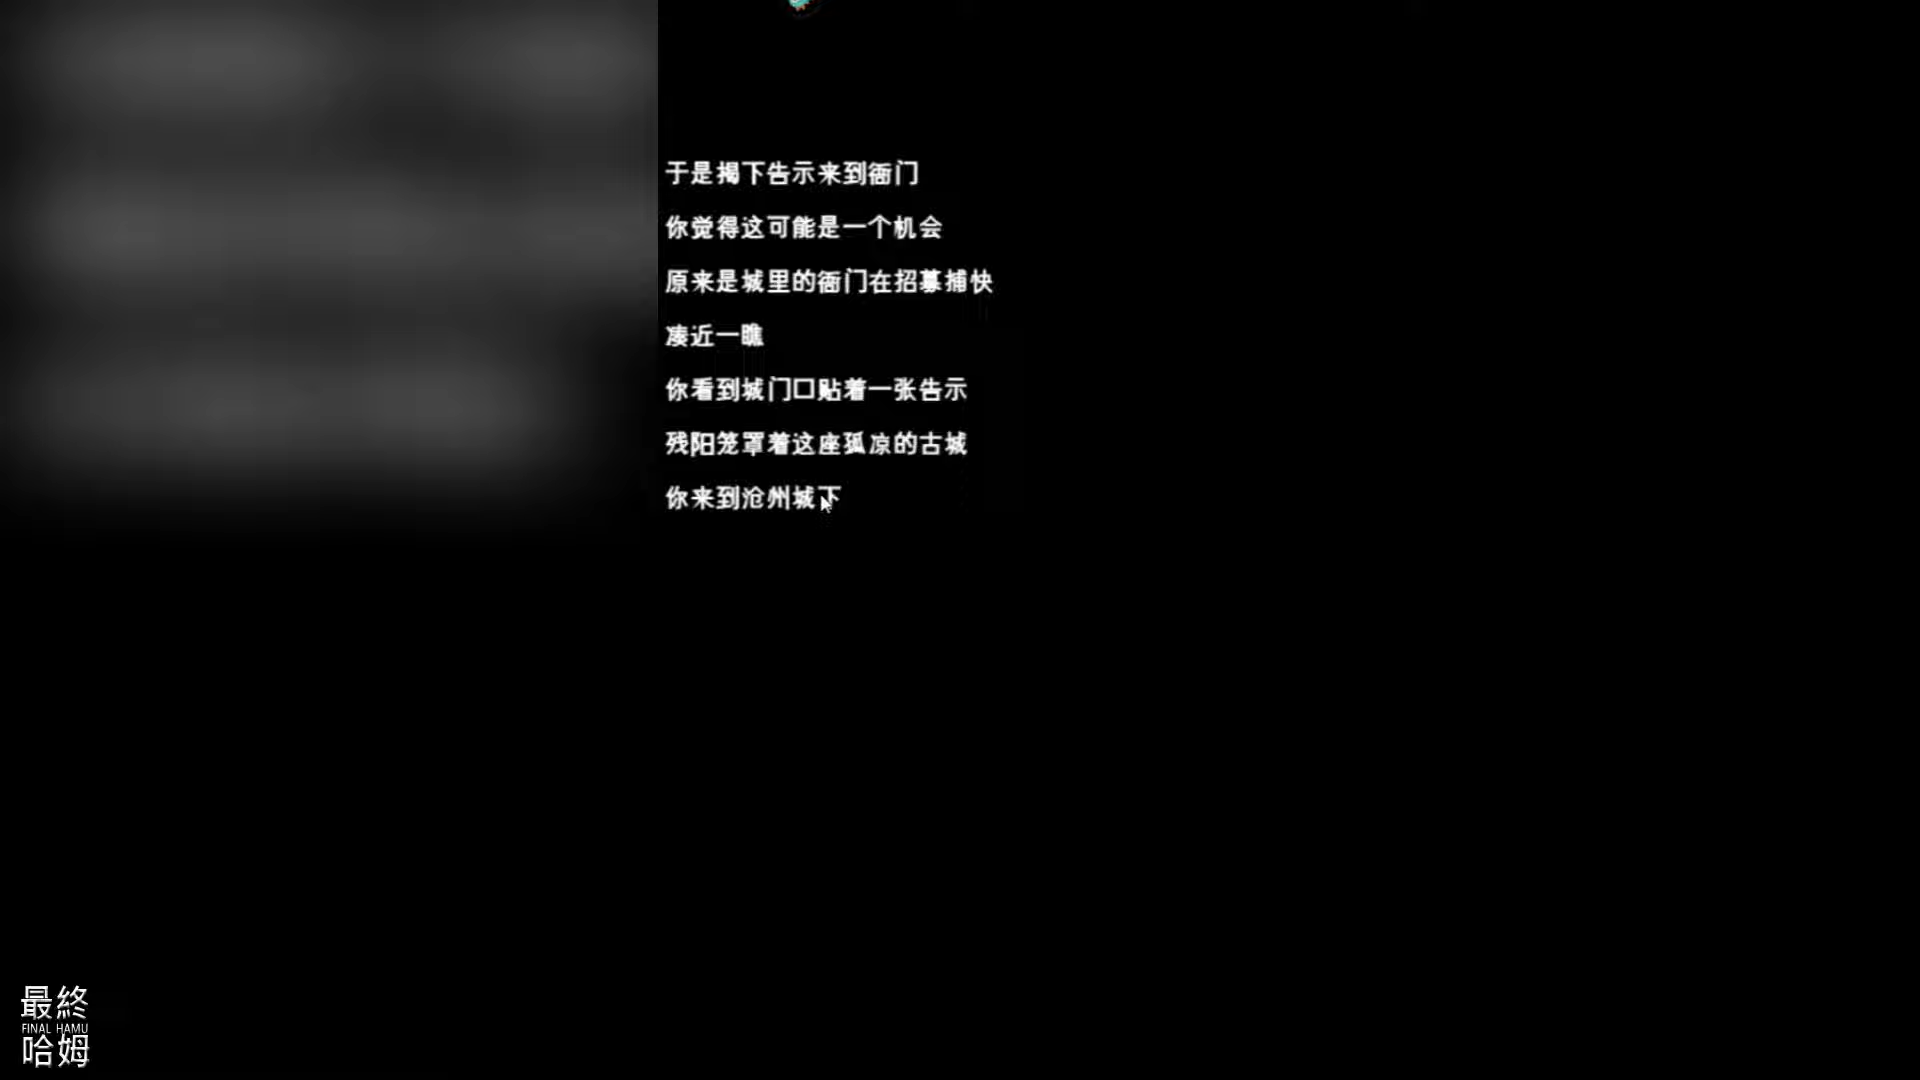 于是揭下告示来到衙门
你觉得这可能是一个机会
原来是城里的衙门在招募捕快
凑近一瞧
你看到城门口贴着一张告示
残阳笼罩着这座孤凉的古城
你来到沧州城下
最終
FINAL HAMU
哈姆